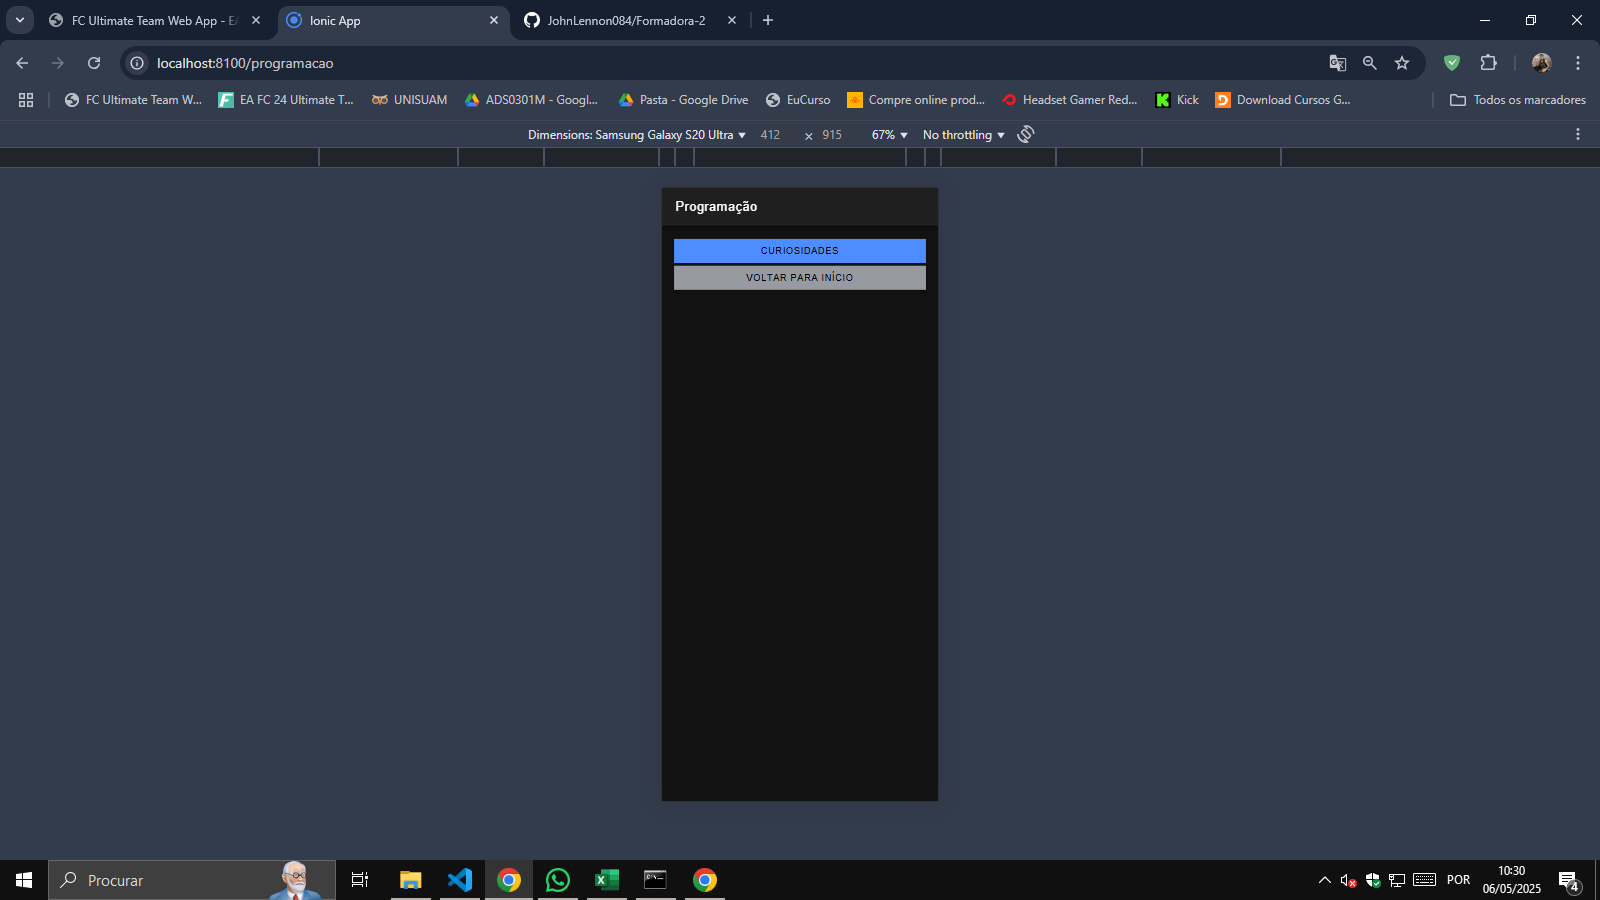 FC Ultimate Team Web App - EA
Ionic App
JohnLennon084/Formadora-2
localhost:8100/programacao
FC Ultimate Team W...
EA FC 24 Ultimate T...
UNISUAM
ADS0301M - Googl...
Pasta - Google Drive
EuCurso
Compre online prod...
Headset Gamer Red...
Kick
Download Cursos G...
Todos os marcadores
Dimensions: Samsung Galaxy S20 Ultra
412 × 915
67%
No throttling
Programação
CURIOSIDADES
VOLTAR PARA INÍCIO
Procurar
POR
10:30
06/05/2025
4